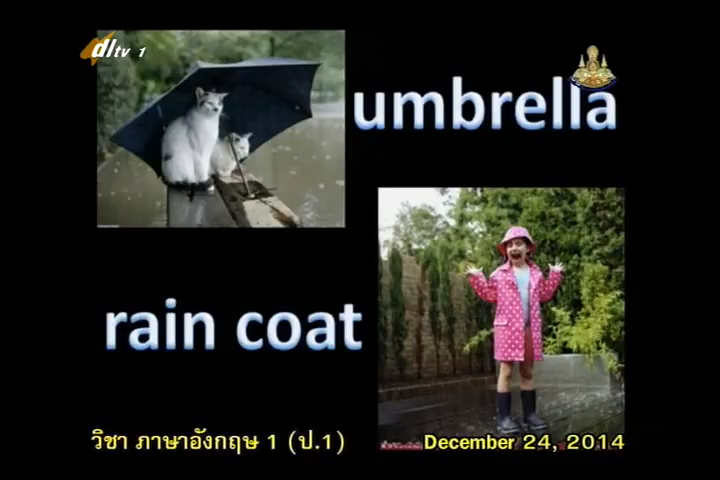 dltv 1
umbrella
rain coat
วิชา ภาษาอังกฤษ 1 (ป.1)
December 24, 2014